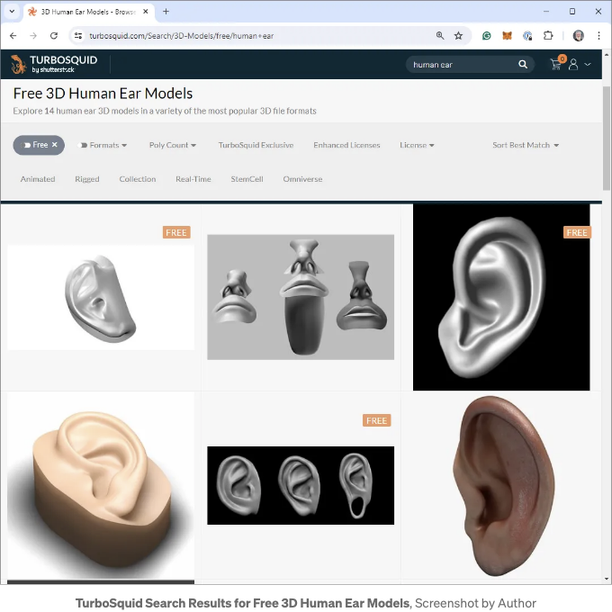 3D Human Ear Models - Brows
turbosquid.com/Search/3D-Models/free/human+ear
TURBOSQUID
by shutterstock
human ear
0
Free 3D Human Ear Models
Explore 14 human ear 3D models in a variety of the most popular 3D file formats
Free × Formats Poly Count TurboSquid Exclusive Enhanced Licenses License Sort Best Match
Animated Rigged Collection Real-Time StemCell Omniverse
FREE
FREE
FREE
TurboSquid Search Results for Free 3D Human Ear Models, Screenshot by Author